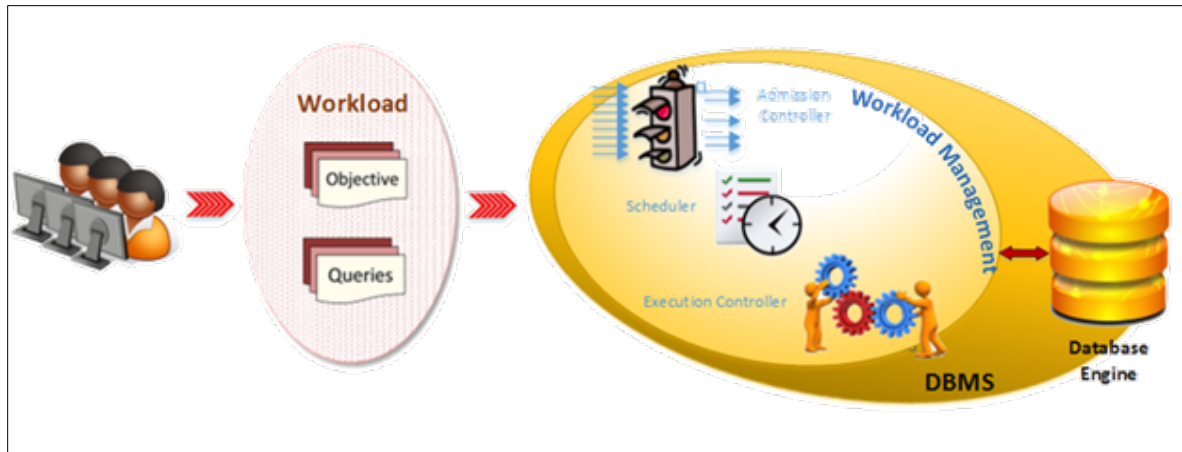 Workload
Objective
Queries
Admission
Controller
Workload Management
Scheduler
Execution Controller
DBMS
Database
Engine